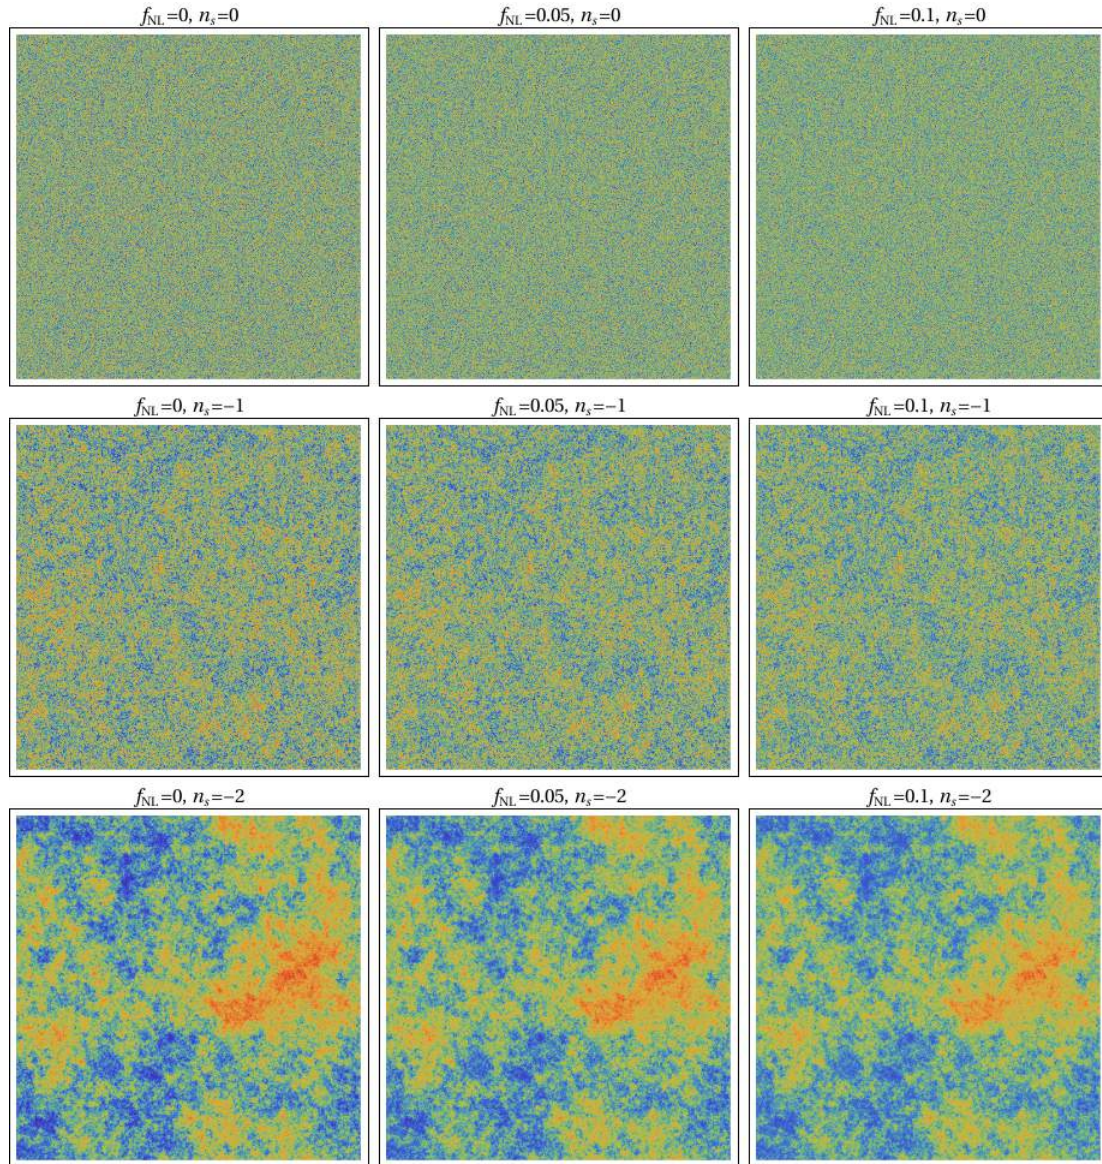 f_NL=0, n_s=0
f_NL=0.05, n_s=0
f_NL=0.1, n_s=0
f_NL=0, n_s=−1
f_NL=0.05, n_s=−1
f_NL=0.1, n_s=−1
f_NL=0, n_s=−2
f_NL=0.05, n_s=−2
f_NL=0.1, n_s=−2